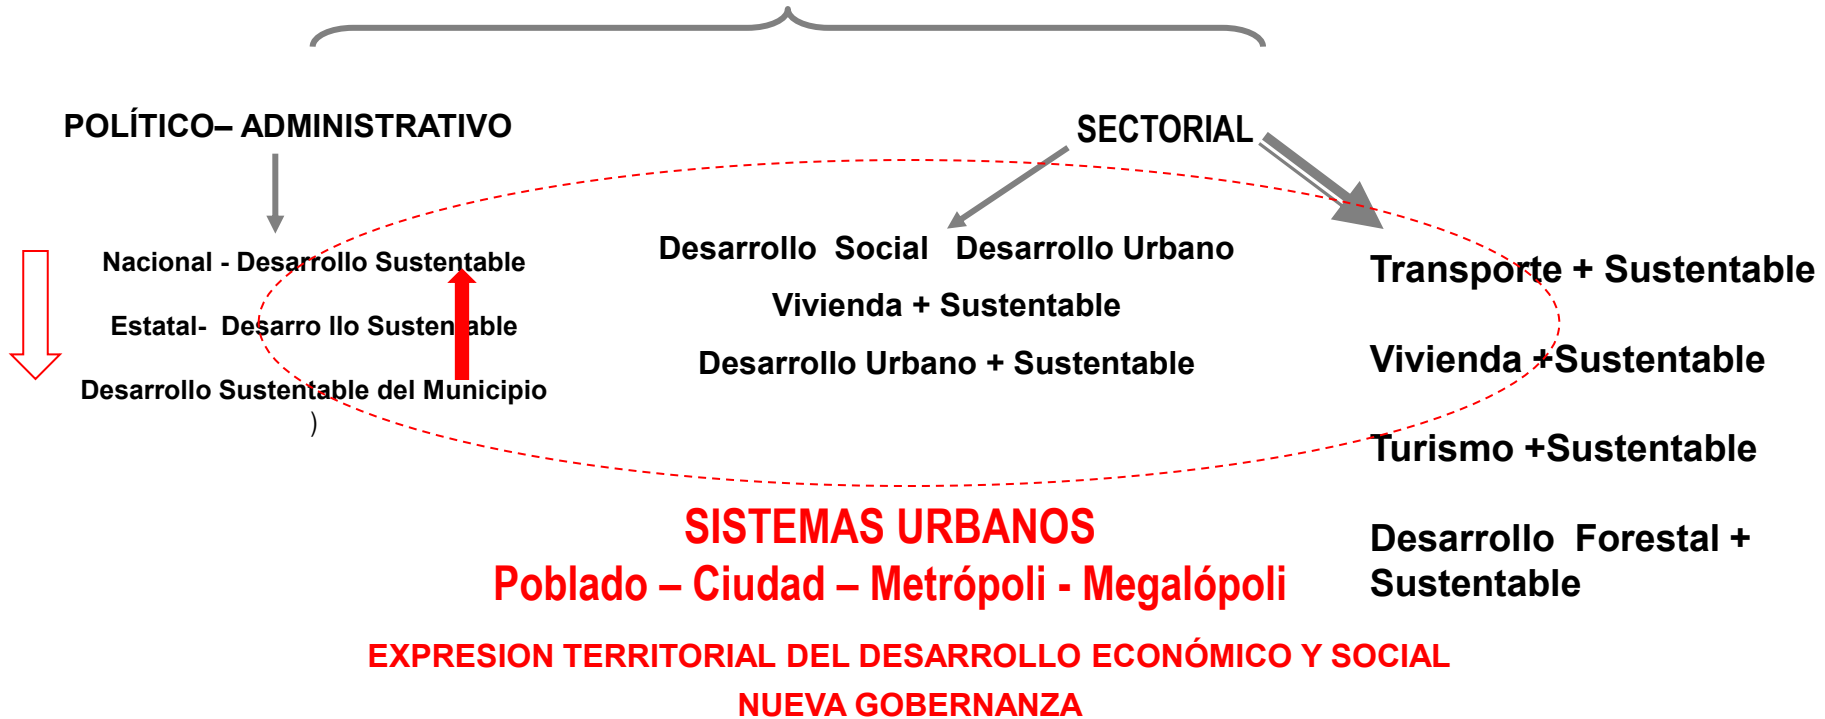 POLÍTICO– ADMINISTRATIVO
SECTORIAL
Nacional - Desarrollo Sustentable
Estatal- Desarro llo Sustentable
Desarrollo Sustentable del Municipio
)
Desarrollo Social Desarrollo Urbano
Vivienda + Sustentable
Desarrollo Urbano + Sustentable
Transporte + Sustentable
Vivienda +Sustentable
Turismo +Sustentable
Desarrollo Forestal +
Sustentable
SISTEMAS URBANOS
Poblado – Ciudad – Metrópoli - Megalópoli
EXPRESION TERRITORIAL DEL DESARROLLO ECONÓMICO Y SOCIAL
NUEVA GOBERNANZA